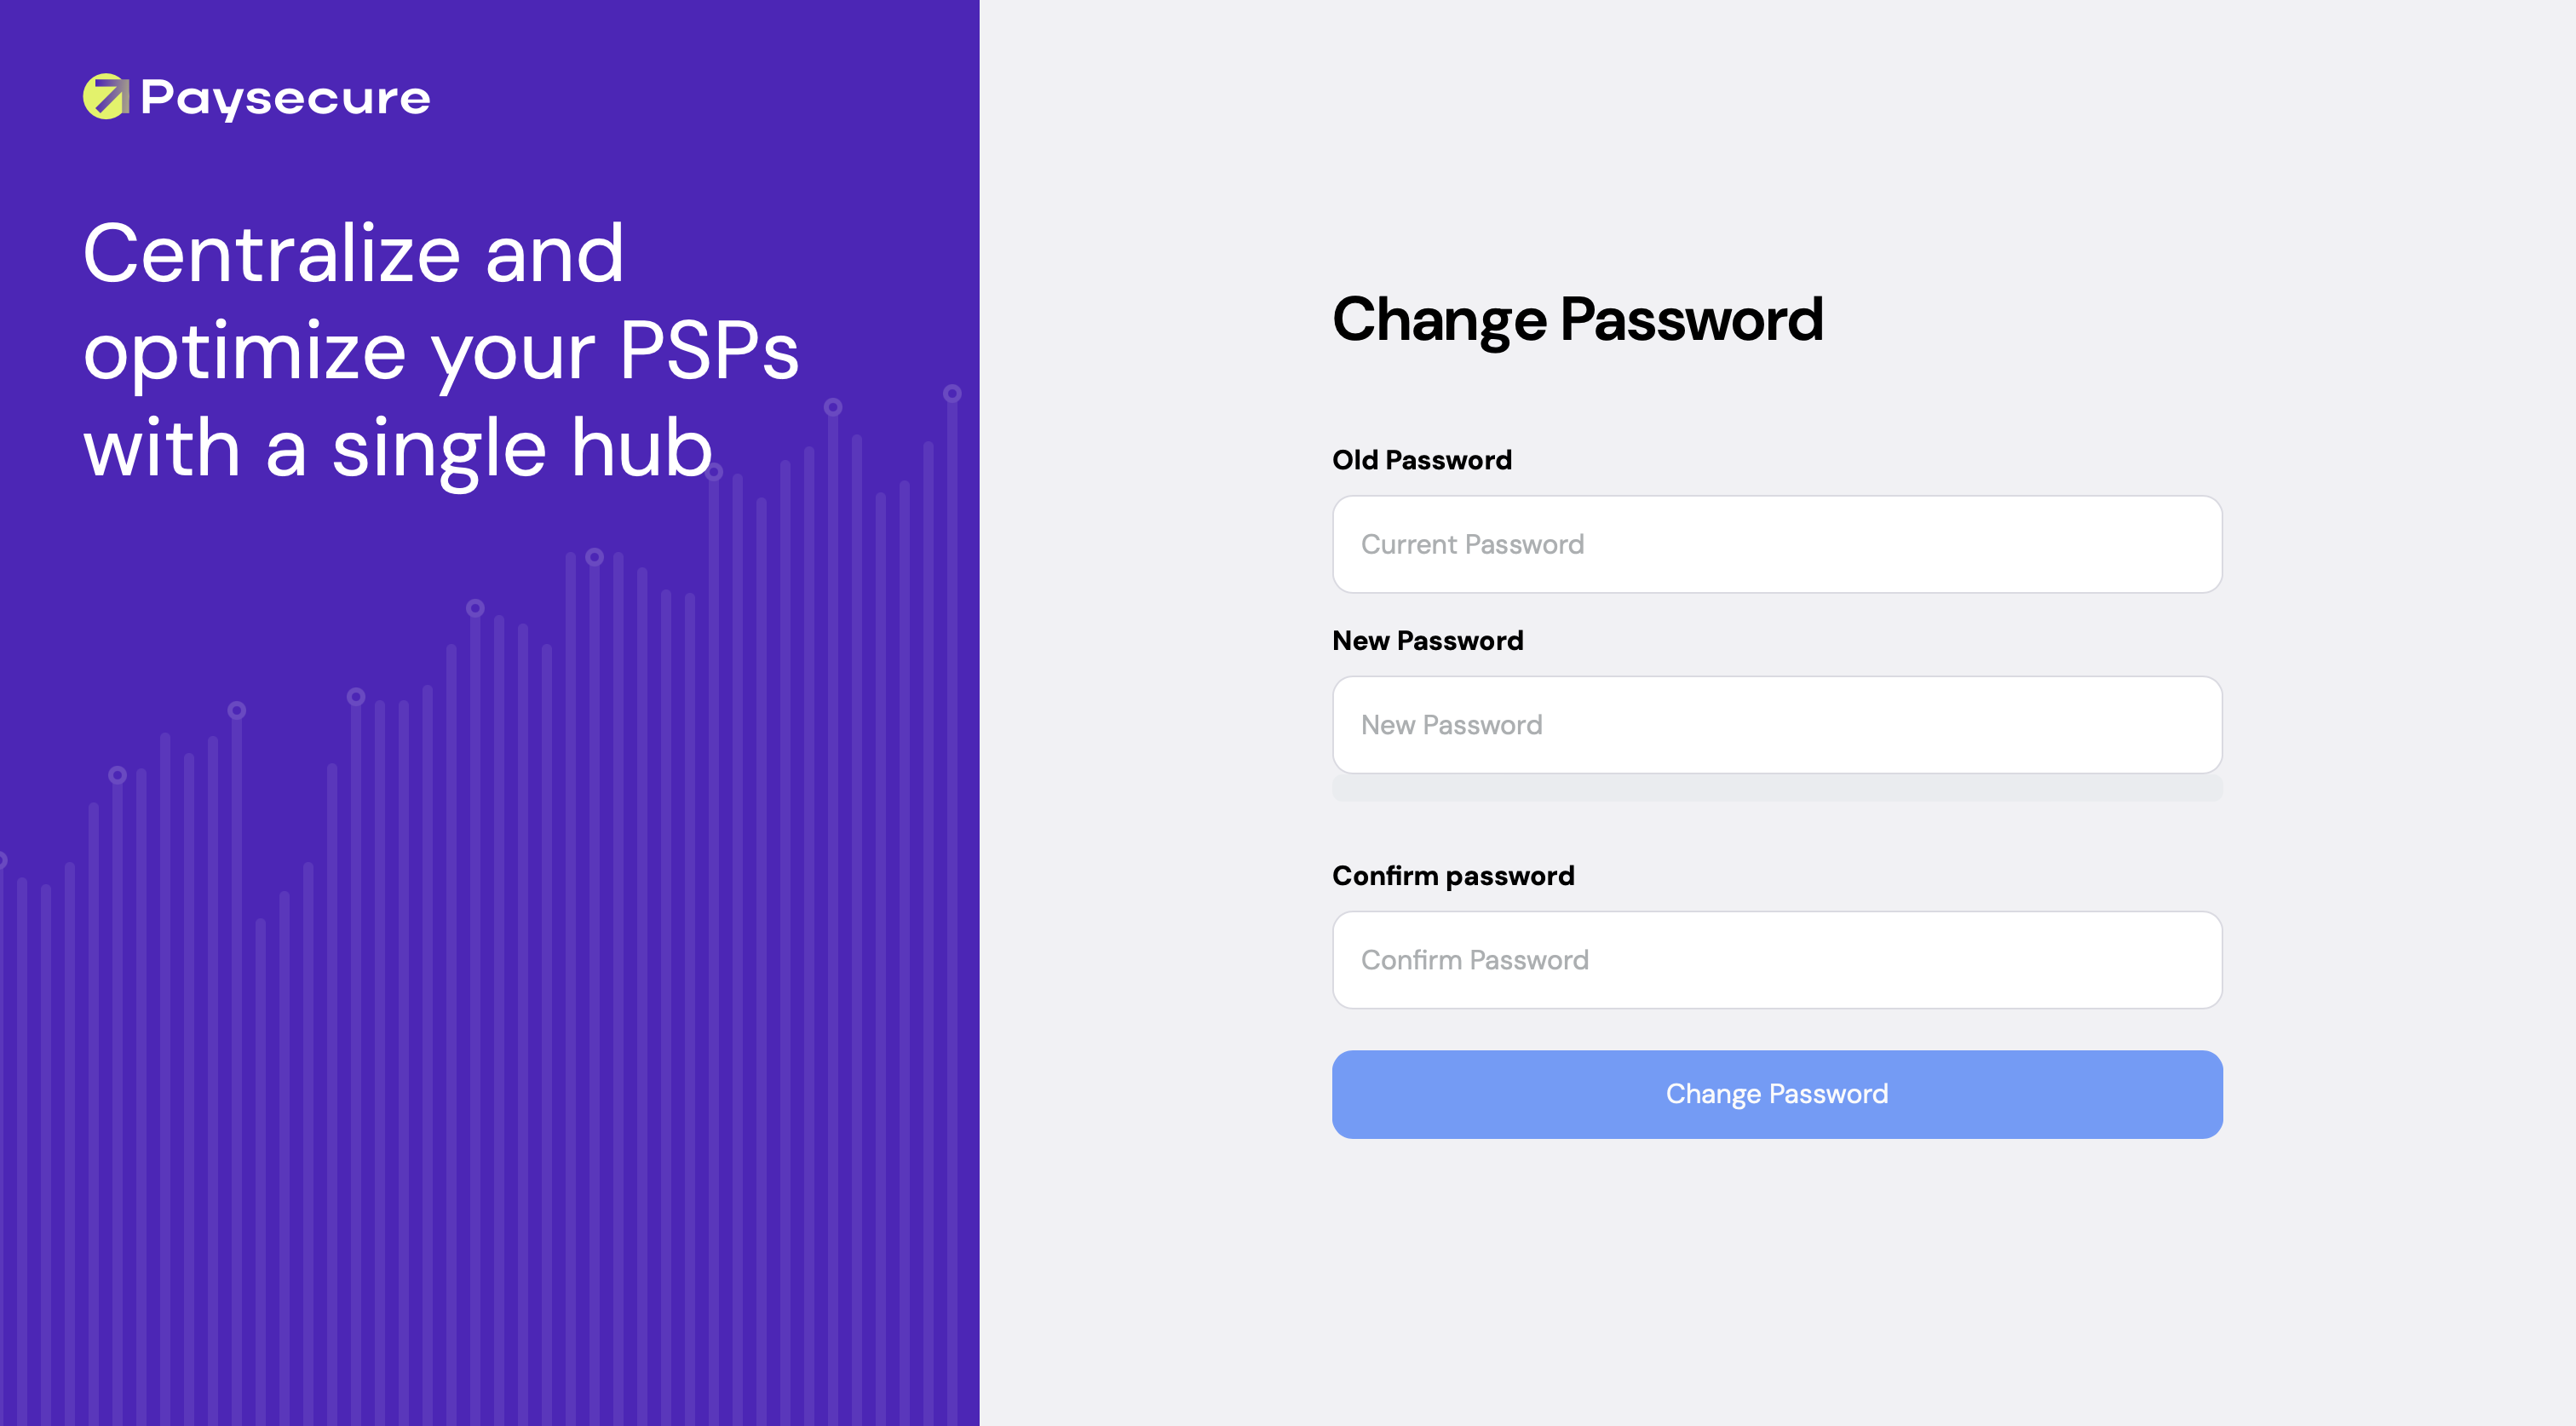 Paysecure
Centralize and
optimize your PSPs
with a single hub
Change Password
Old Password
Current Password
New Password
New Password
Confirm password
Confirm Password
Change Password